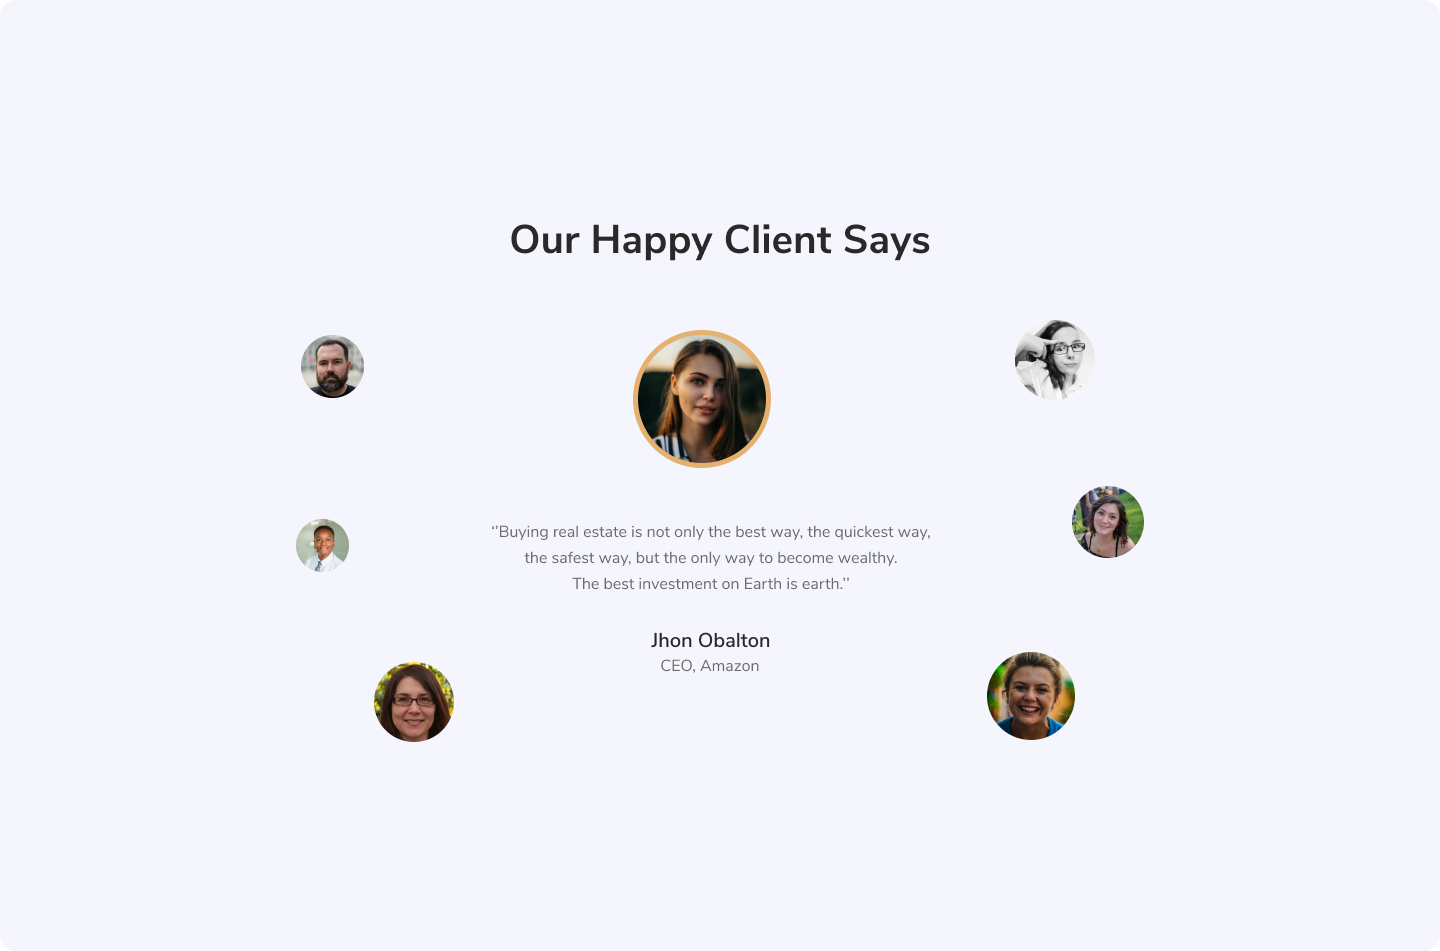 Our Happy Client Says
‘’Buying real estate is not only the best way, the quickest way,
the safest way, but the only way to become wealthy.
The best investment on Earth is earth.’’
Jhon Obalton
CEO, Amazon